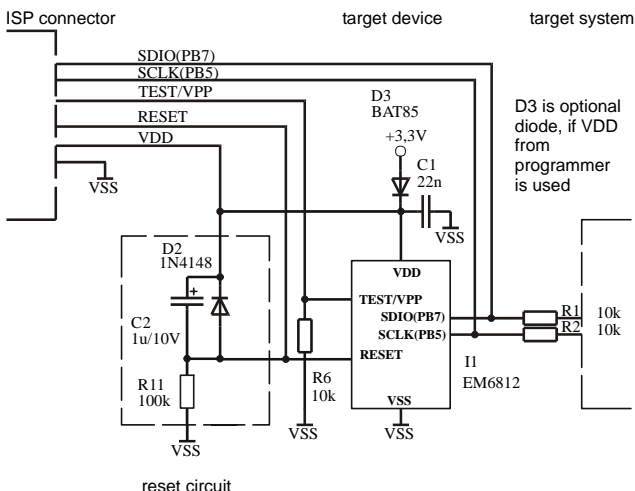 ISP connector
target device
target system
SDIO(PB7)
SCLK(PB5)
TEST/VPP
RESET
VDD
VSS
D3
BAT85
+3,3V
C1
22n
VSS
D3 is optional
diode, if VDD
from
programmer
is used
D2
1N4148
C2
1u/10V
+
R11
100k
VSS
R6
10k
VSS
VDD
TEST/VPP
SDIO(PB7)
SCLK(PB5)
RESET
VSS
I1
EM6812
VSS
R1
10k
R2
10k
reset circuit